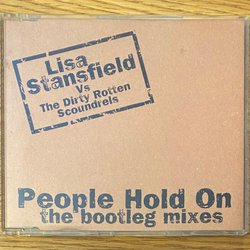 Lisa
Stansfield
Vs
The Dirty Rotten
Scoundrels
People Hold On
the bootleg mixes